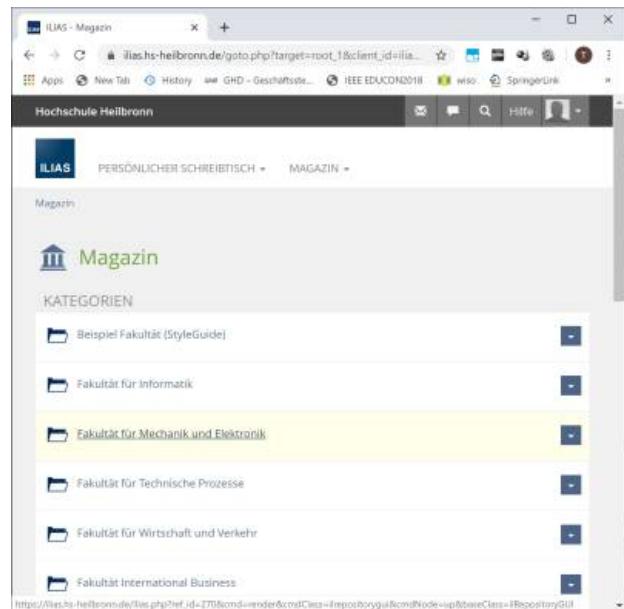 ILIAS - Magazin
ilias.hs-heilbronn.de/goto.php?target=root_1&client_id=ilia...
Apps New Tab History GHD - Geschäftsste... IEEE EDUCON2018 wiso SpringerLink
Hochschule Heilbronn Hilfe
ILIAS PERSÖNLICHER SCHREIBTISCH MAGAZIN
Magazin
Magazin
KATEGORIEN
Beispiel Fakultät (StyleGuide)
Fakultät für Informatik
Fakultät für Mechanik und Elektronik
Fakultät für Technische Prozesse
Fakultät für Wirtschaft und Verkehr
Fakultät International Business
https://ilias.hs-heilbronn.de/ilias.php?ref_id=270&cmd=render&cmdClass=ilrepositorygui&cmdNode=up&baseClass=ilRepositoryGUI